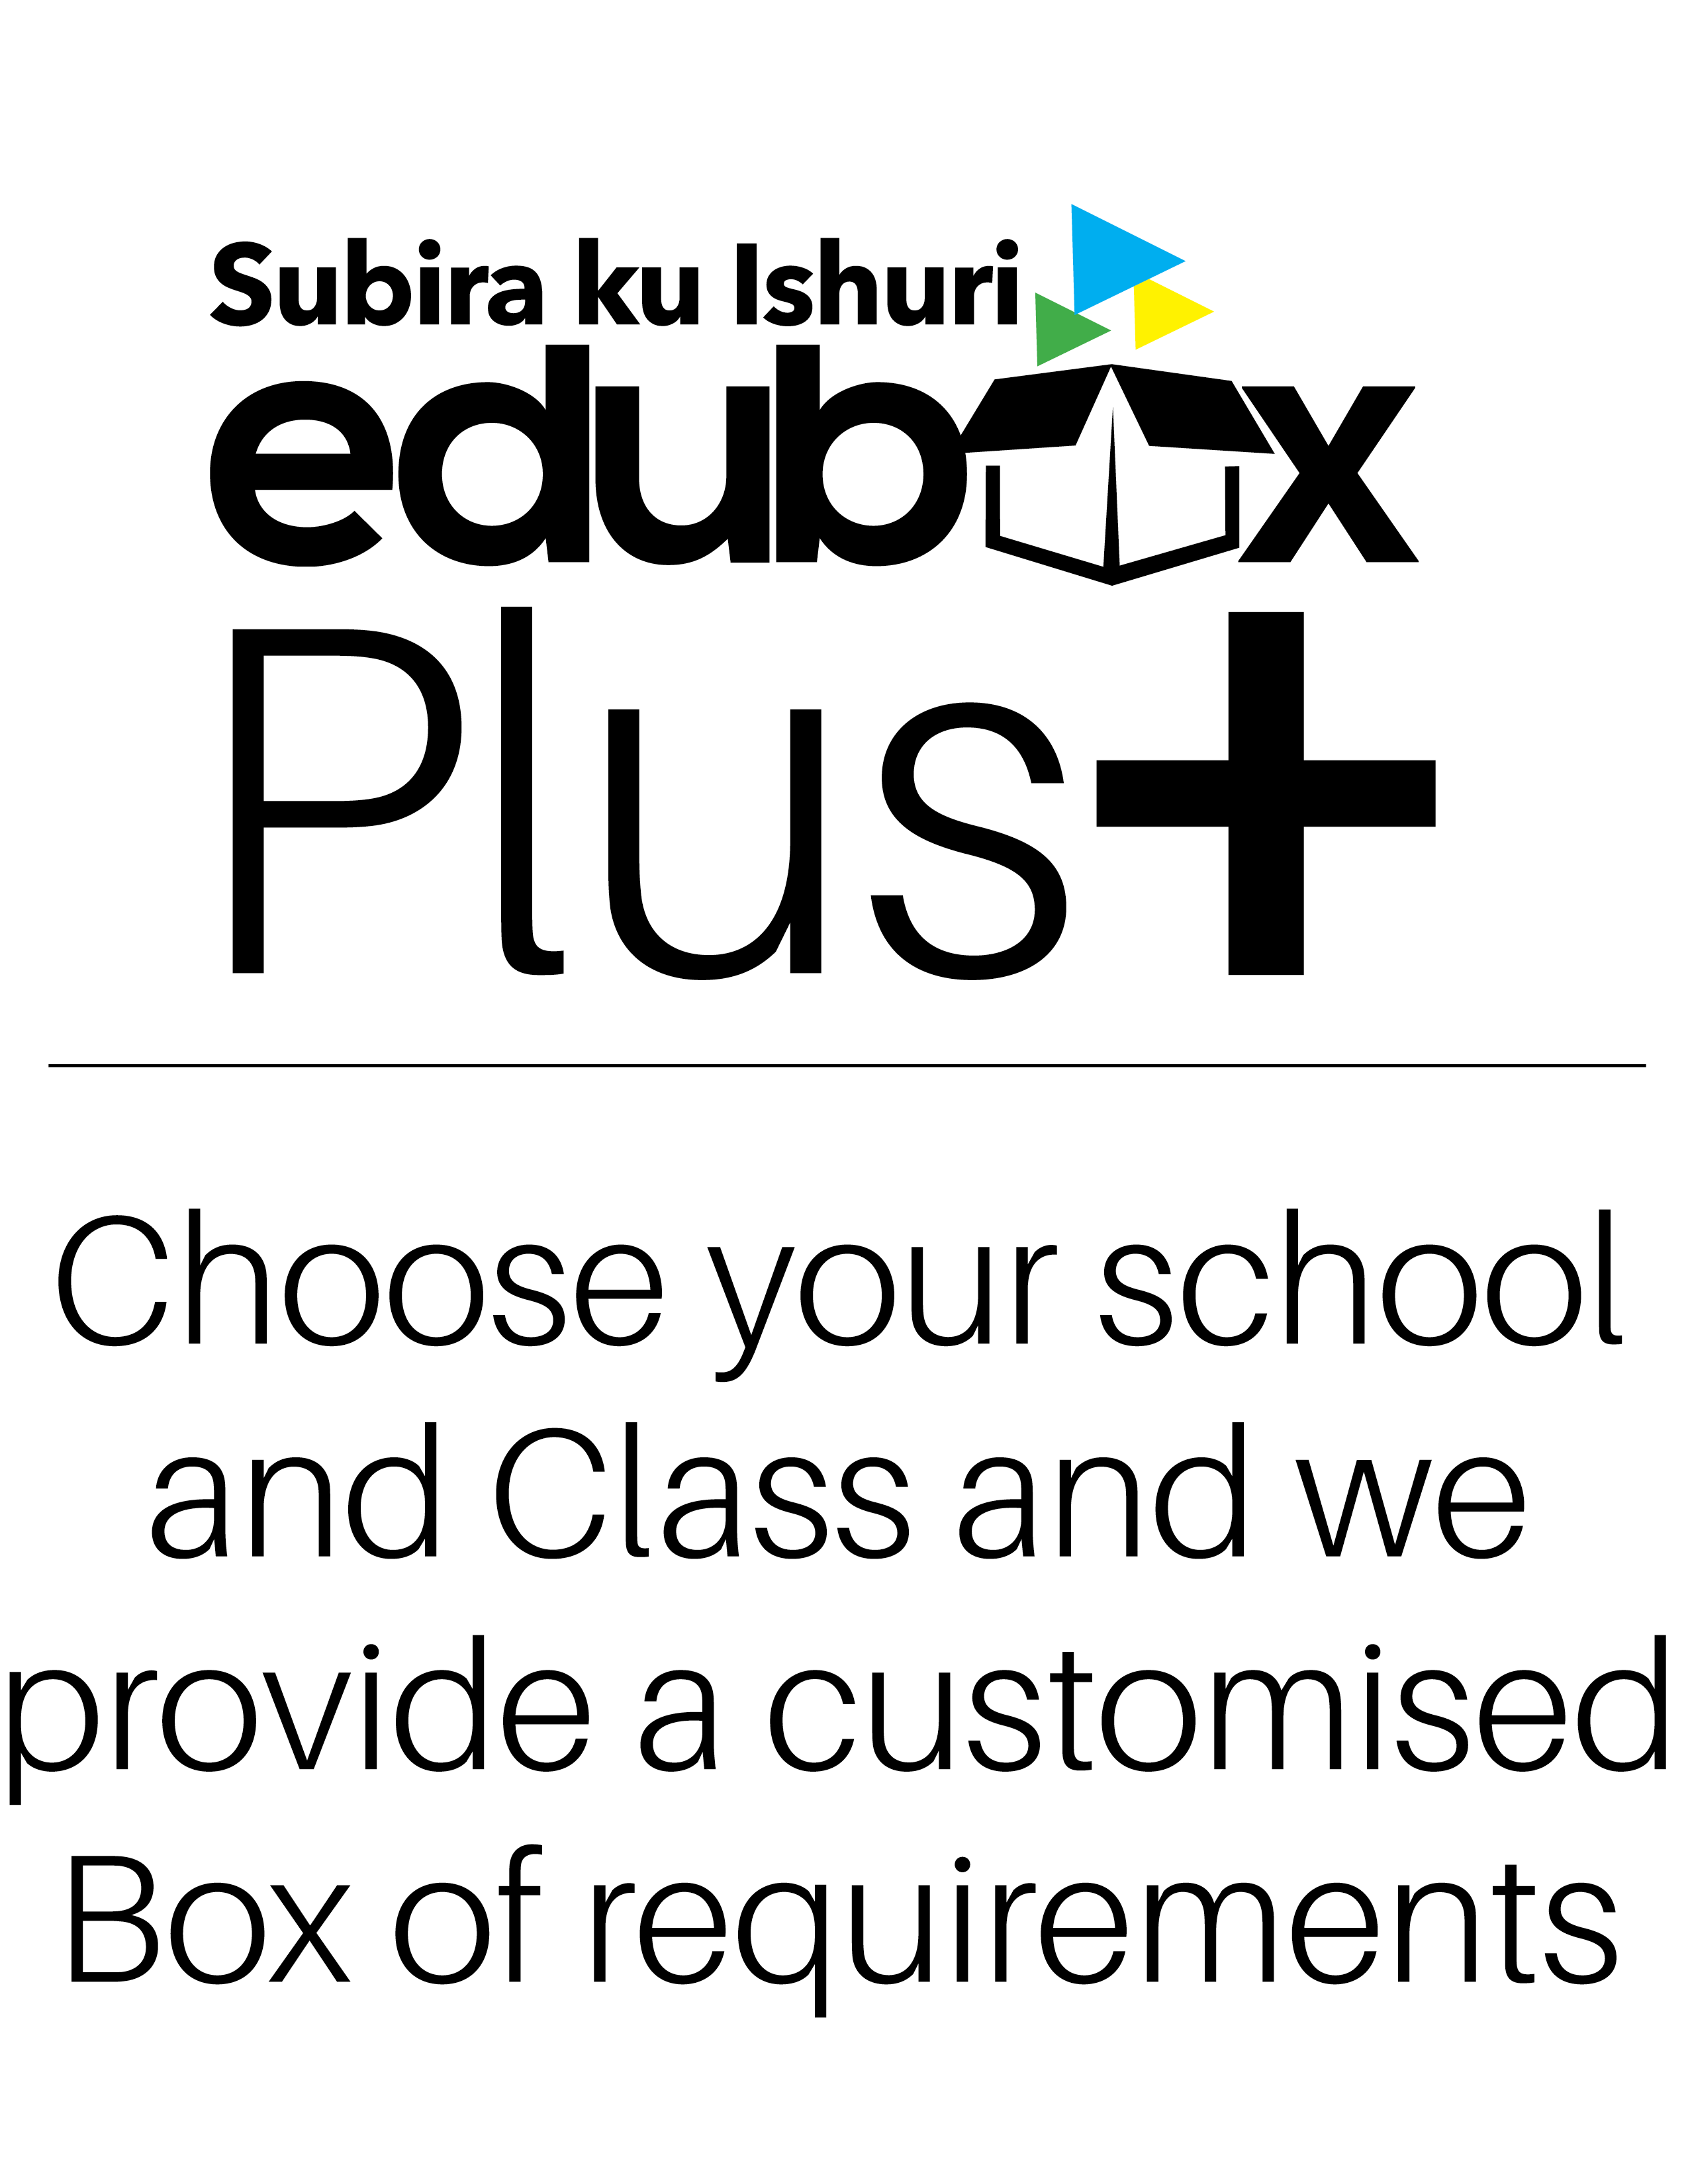 Subira ku Ishuri
edubox
Plus+
Choose your school
and Class and we
provide a customised
Box of requirements